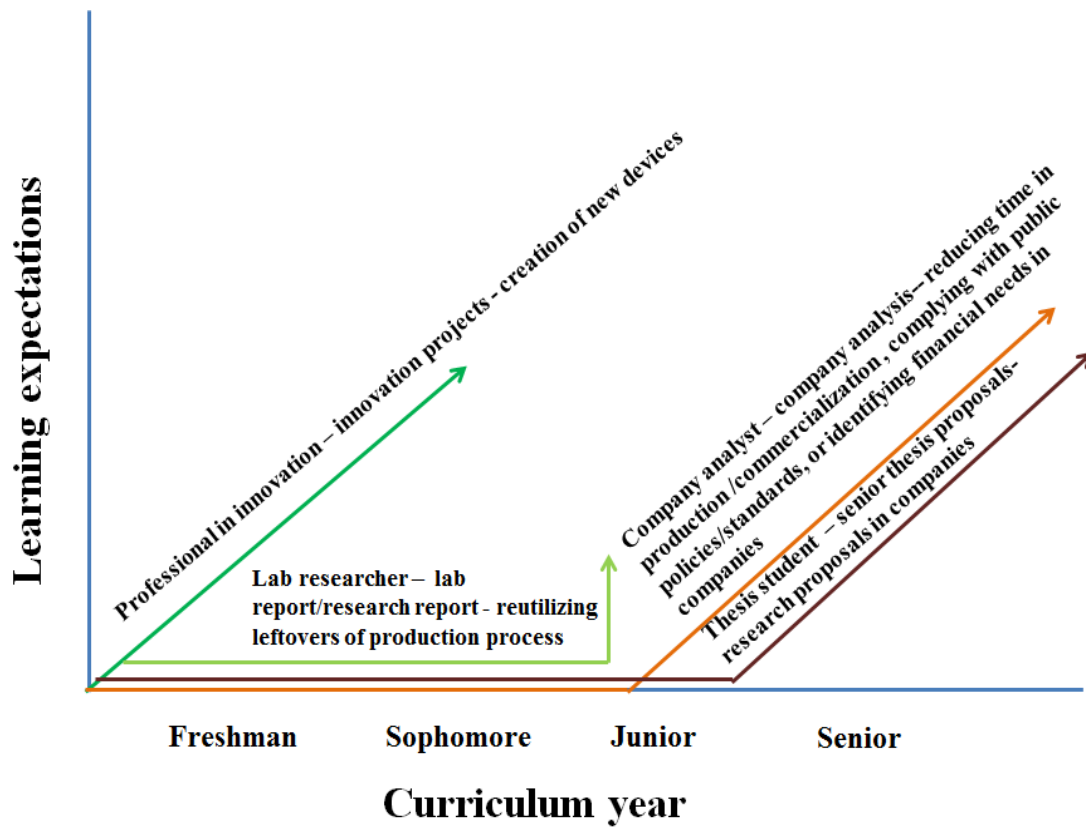 Learning expectations
Professional in innovation – innovation projects - creation of new devices
Lab researcher – lab
report/research report - reutilizing
leftovers of production process
Company analyst – company analysis-- reducing time in
production /commercialization , complying with public
policies/standards, or identifying financial needs in
companies
Thesis student – senior thesis proposals-
research proposals in companies
Freshman
Sophomore
Junior
Senior
Curriculum year